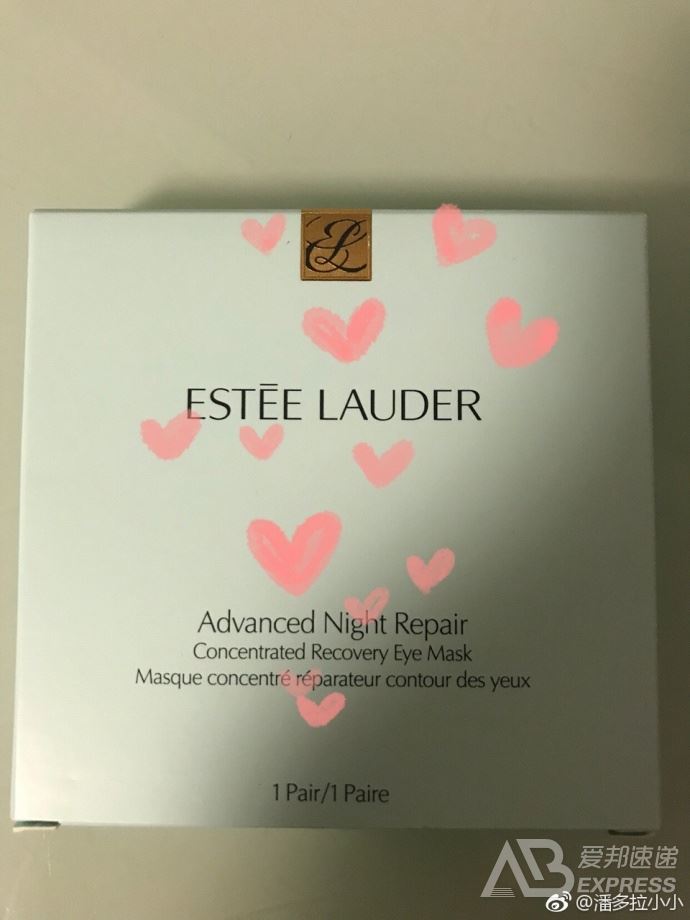 ESTĒE LAUDER
Advanced Night Repair
Concentrated Recovery Eye Mask
Masque concentré réparateur contour des yeux
1 Pair/1 Paire
AB 爱邦速递
EXPRESS
@潘多拉小小